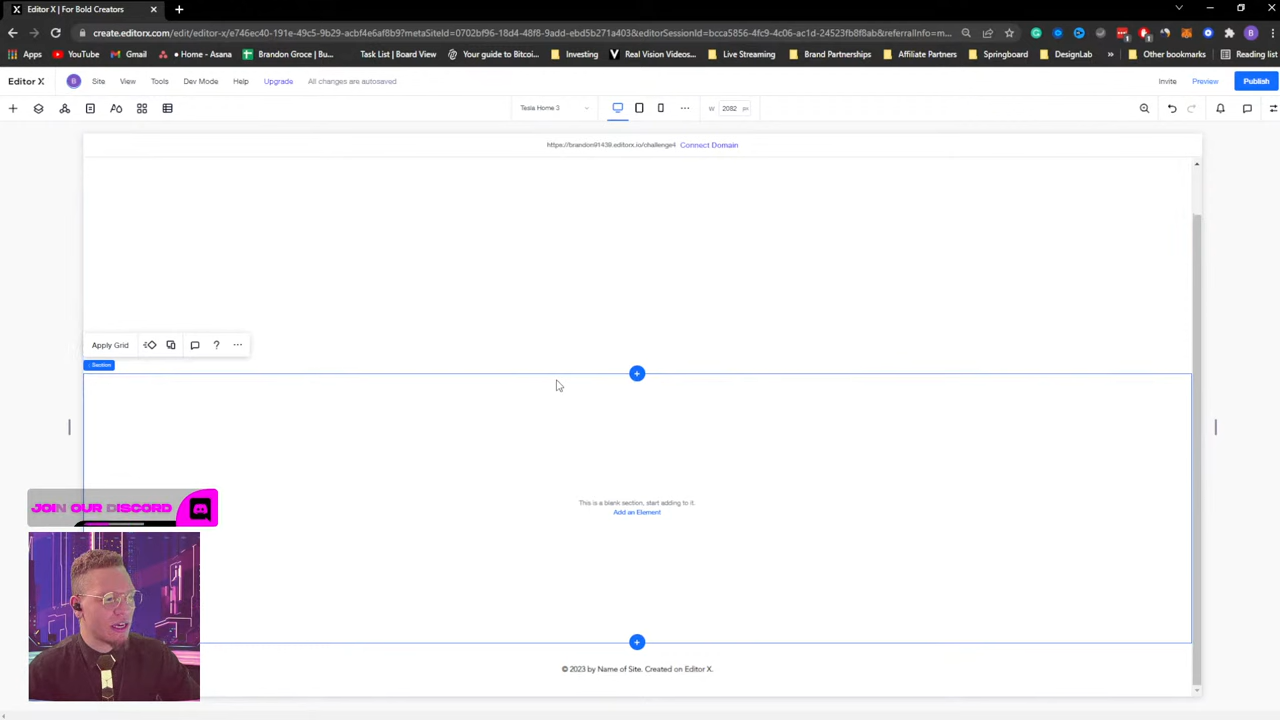 Editor X | For Bold Creators
create.editorx.com/edit/editor-x/e746ec40-191e-49c5-9b29-acbf4e6af8b9?metaSiteId=0702bf96-18d4-48f8-9a39-ebd5b271a403&editorSessionId=bcca5856-4fc9-4c06-ac1d-24523fb8f8ab&referralInfo=m...
Apps YouTube Gmail Home - Asana Brandon Groce | Bu... Task List | Board View Your guide to Bitcoi... Investing Real Vision Videos... Live Streaming Brand Partnerships Affiliate Partners Springboard DesignLab » Other bookmarks Reading list
Editor X B Site View Tools Dev Mode Help Upgrade All changes are autosaved Invite Preview Publish
Tesla Home 3 W 2082 px
https://brandon91439.editorx.io/challenge4 Connect Domain
Apply Grid
Section
This is a blank section, start adding to it.
Add an Element
JOIN OUR DISCORD
© 2023 by Name of Site. Created on Editor X.